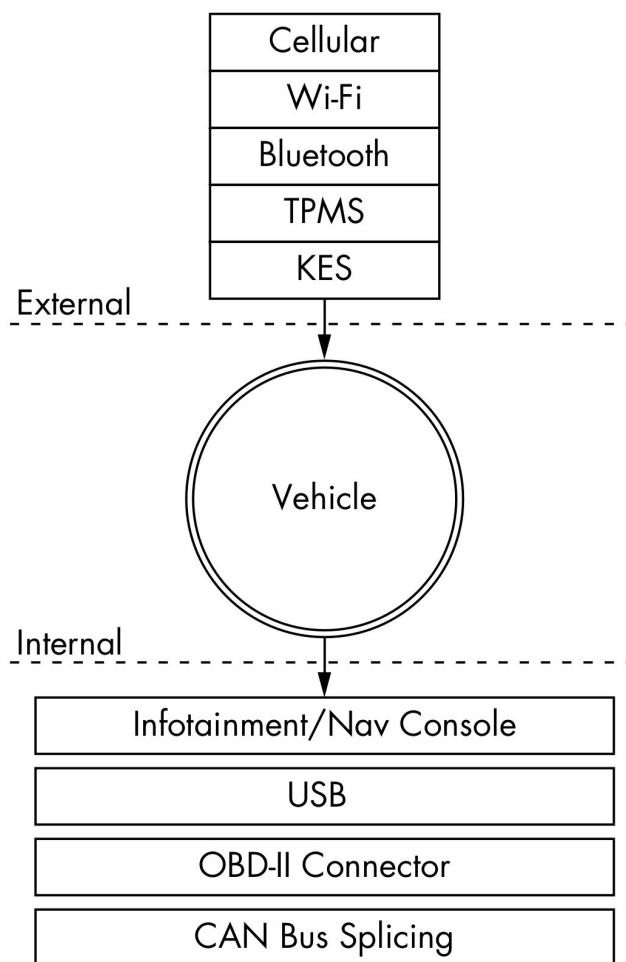 Cellular
Wi-Fi
Bluetooth
TPMS
KES
External
Vehicle
Internal
Infotainment/Nav Console
USB
OBD-II Connector
CAN Bus Splicing